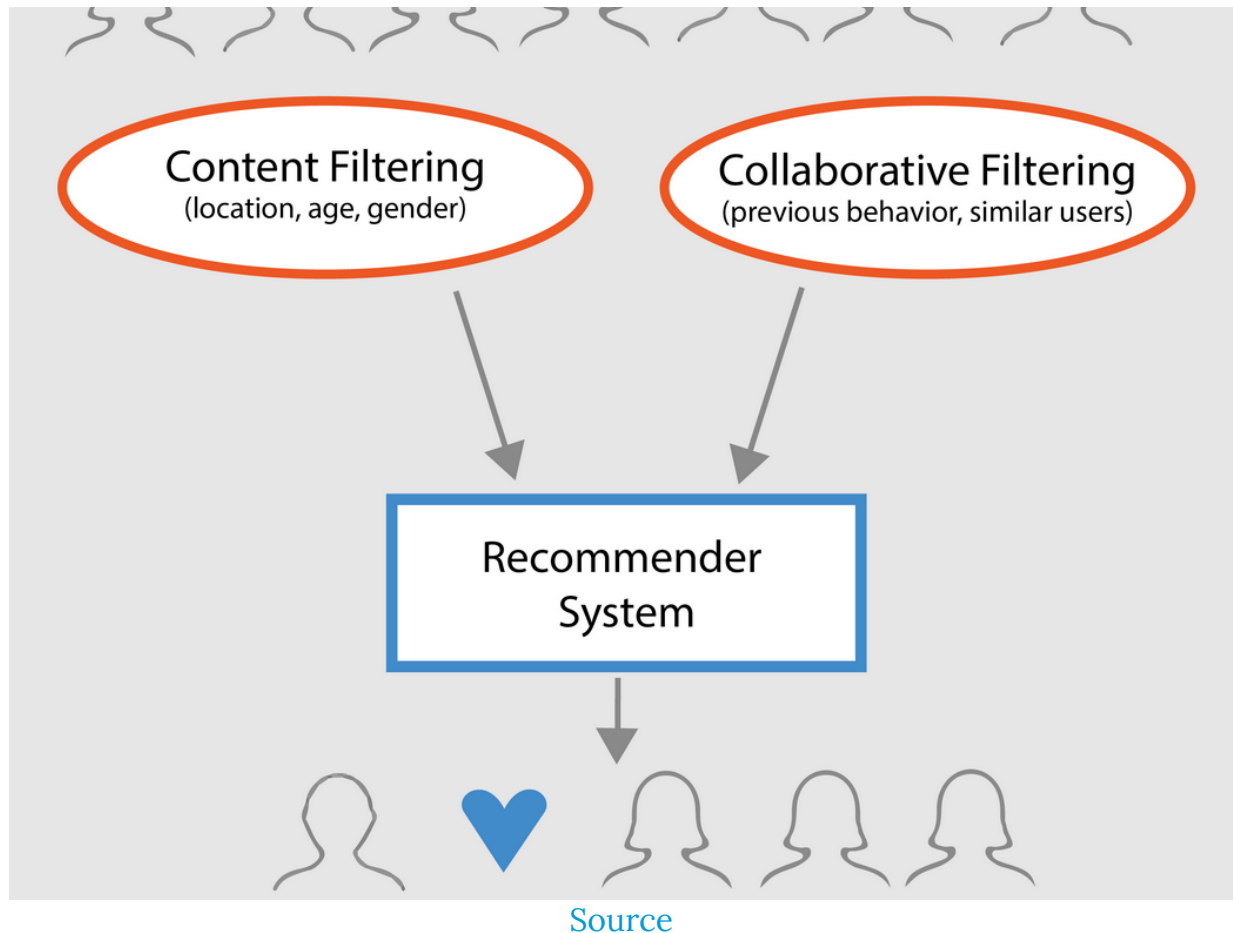 Content Filtering
(location, age, gender)
Collaborative Filtering
(previous behavior, similar users)
Recommender
System
Source